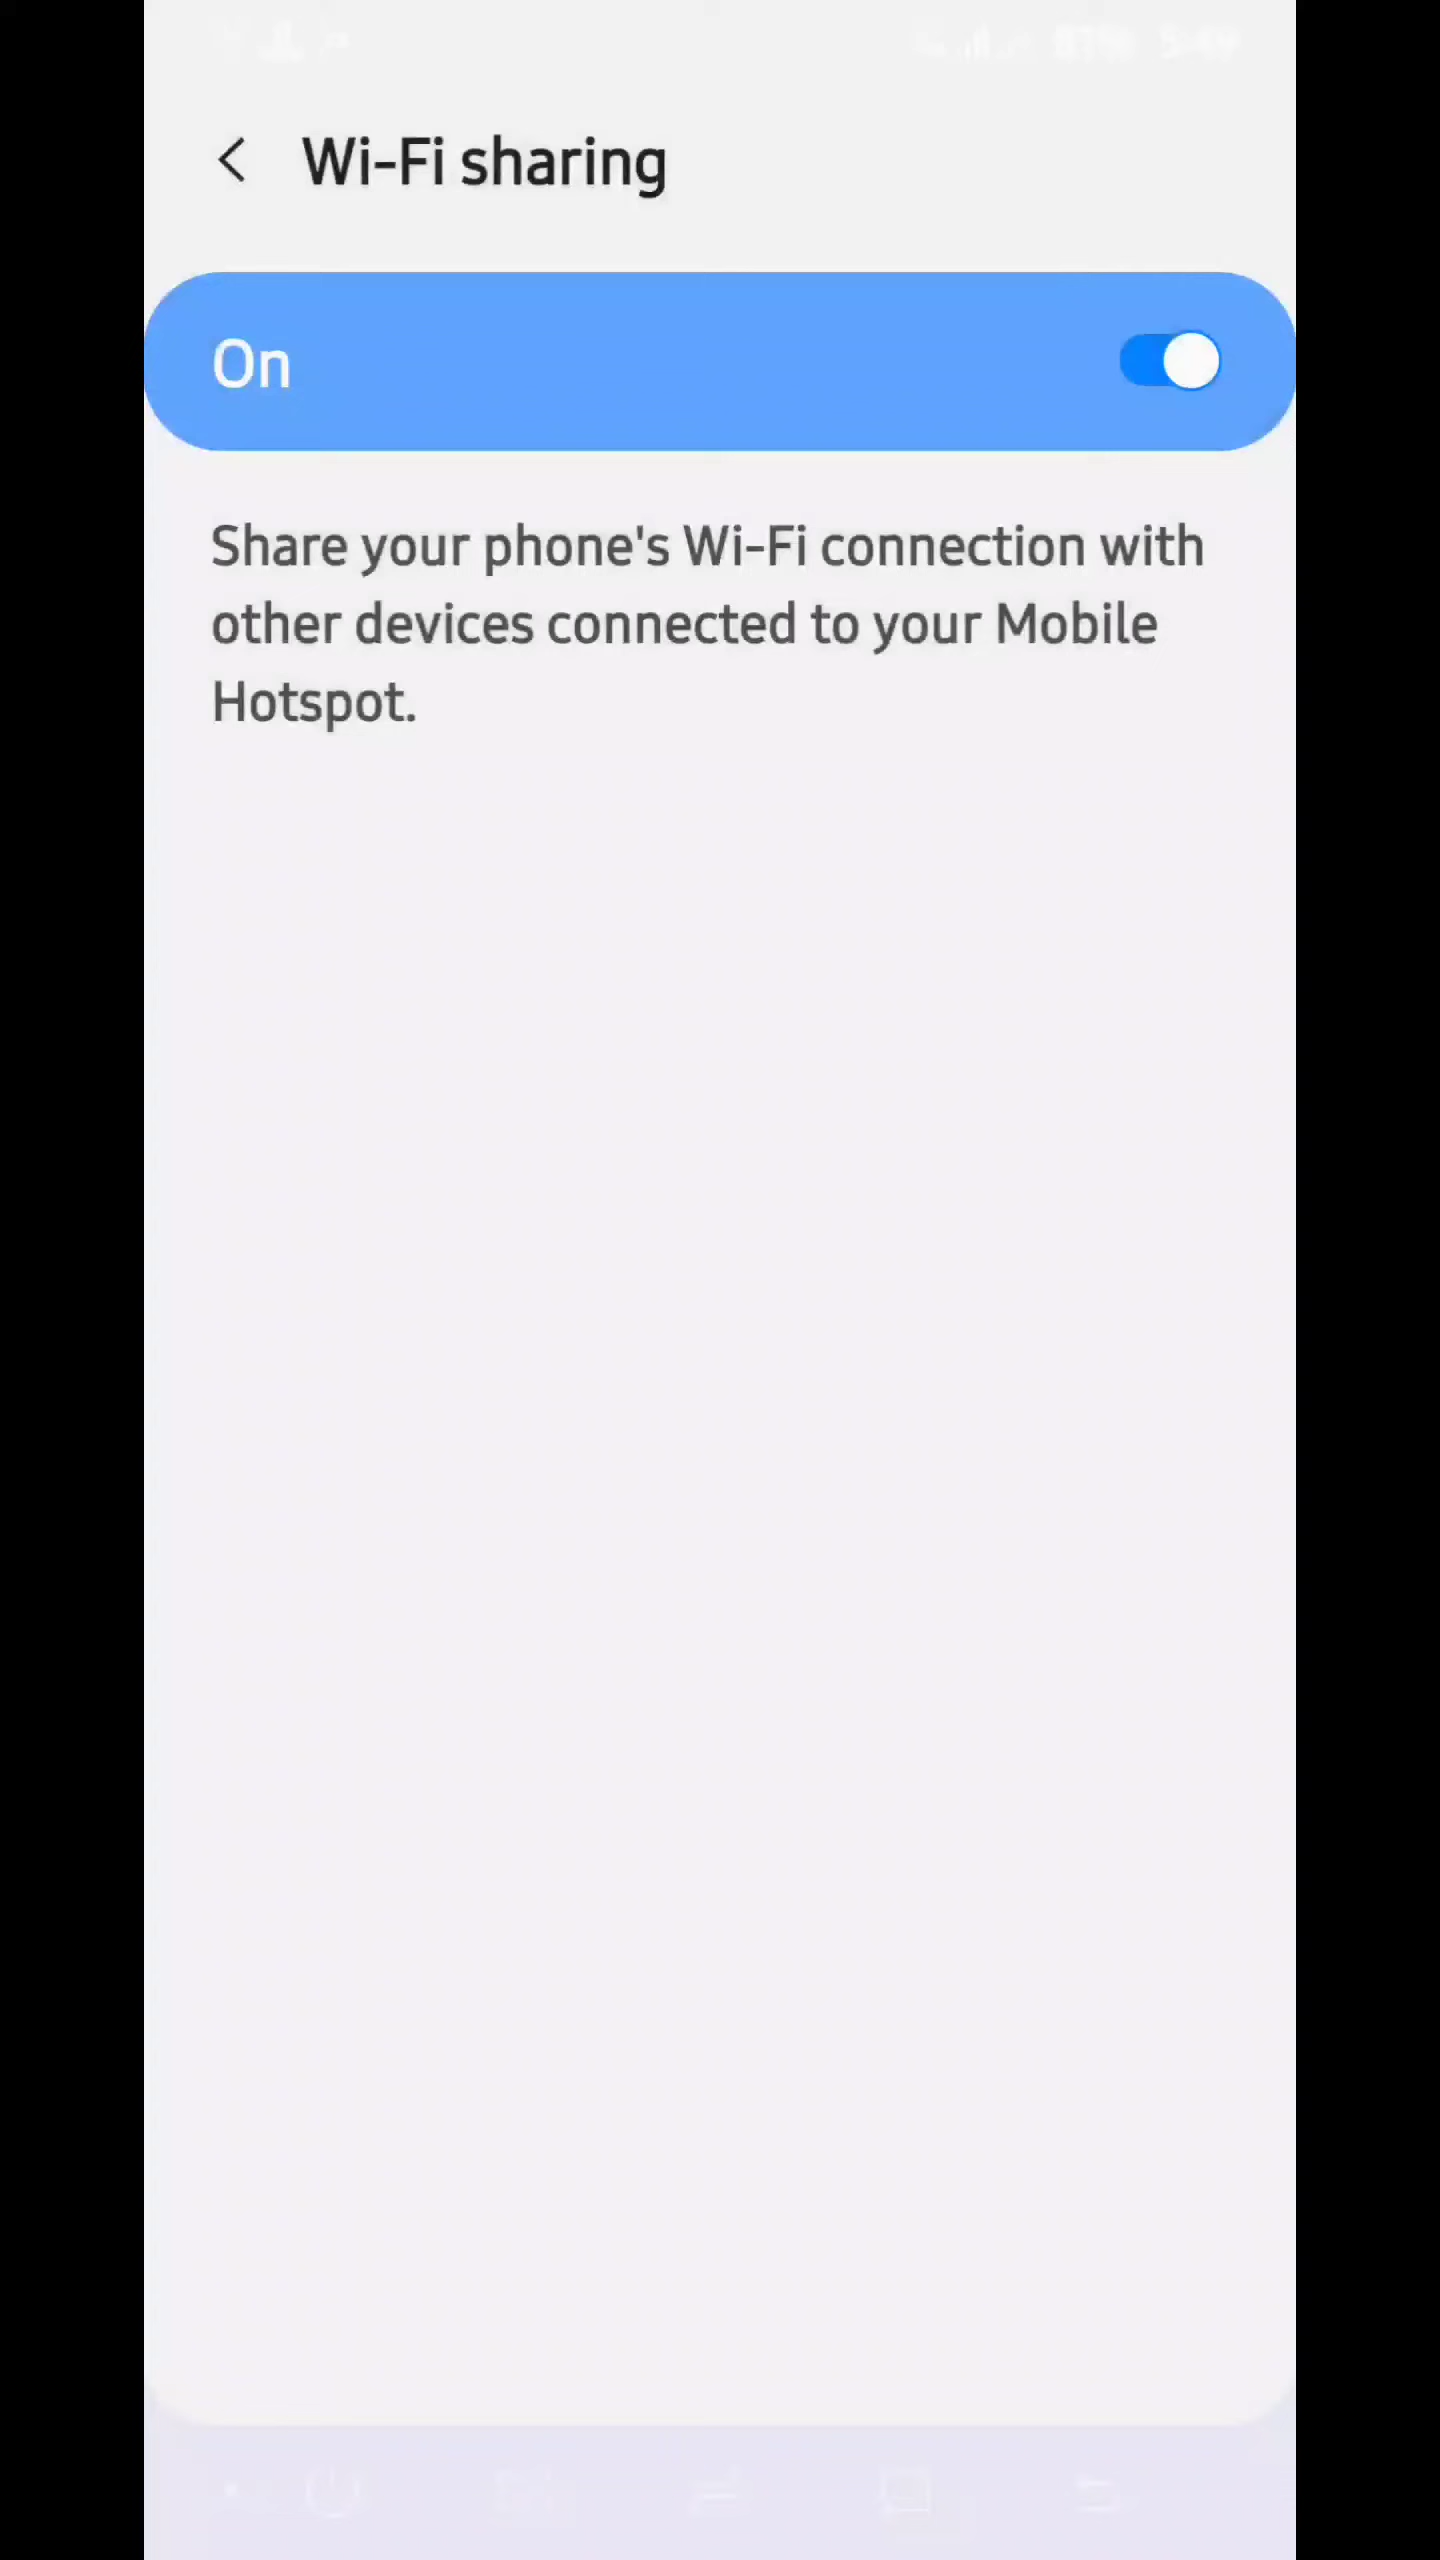 Wi-Fi sharing
On
Share your phone's Wi-Fi connection with
other devices connected to your Mobile
Hotspot.